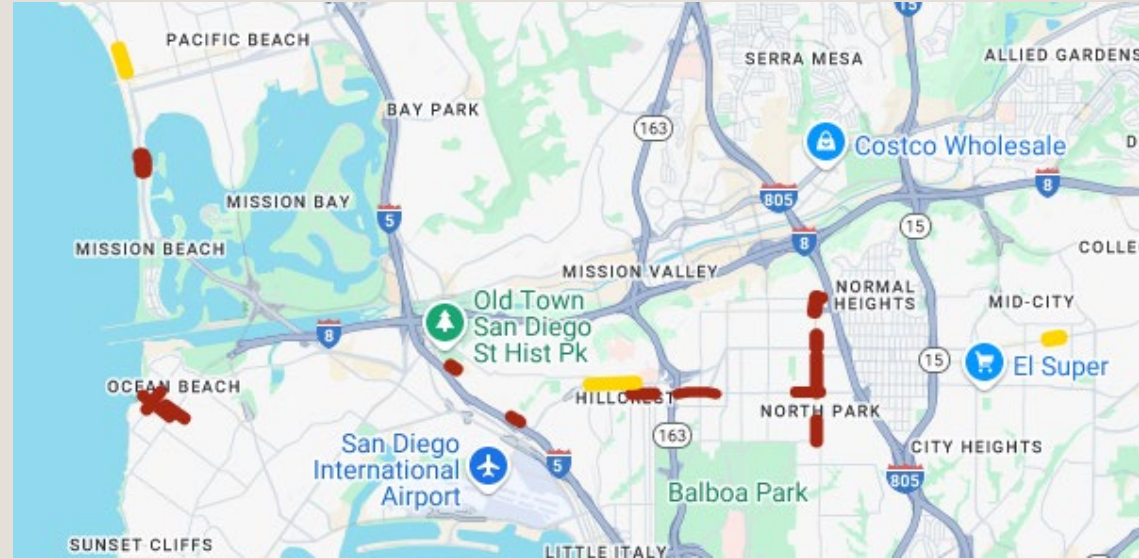 15
PACIFIC BEACH
SERRA MESA
ALLIED GARDENS
BAY PARK
163
Costco Wholesale
D
8
MISSION BAY
805
5
15
MISSION BEACH
8
COLLE
MISSION VALLEY
NORMAL
HEIGHTS
MID-CITY
Old Town
San Diego
St Hist Pk
8
15
El Super
OCEAN BEACH
HILLCREST
NORTH PARK
163
CITY HEIGHTS
San Diego
International
Airport
5
805
Balboa Park
SUNSET CLIFFS
LITTLE ITALY